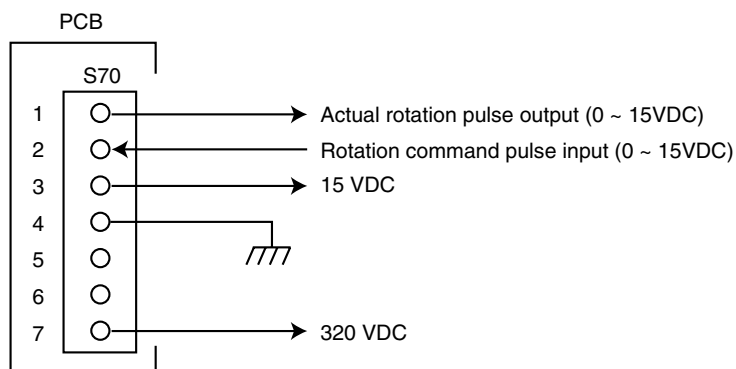 PCB
S70
1 Actual rotation pulse output (0 ~ 15VDC)
2 Rotation command pulse input (0 ~ 15VDC)
3 15 VDC
4
5
6
7 320 VDC